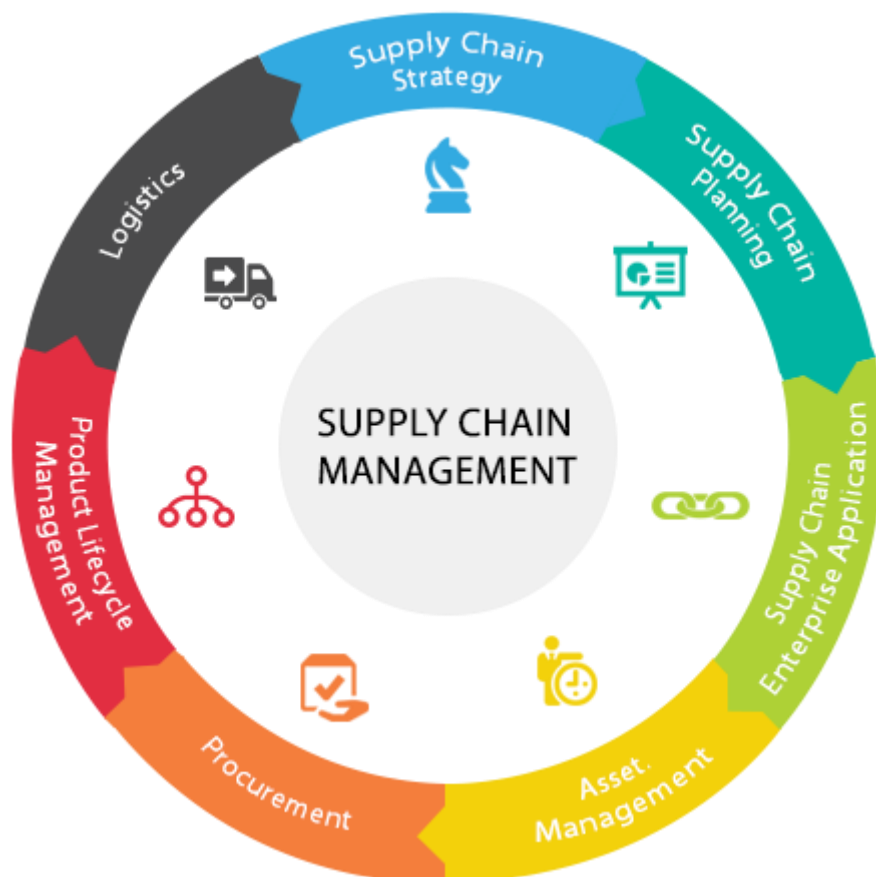 Supply Chain
Strategy
Supply Chain
Planning
Supply Chain
Enterprise Application
Asset.
Management
Procurement
Product Lifecycle
Management
Logistics
SUPPLY CHAIN
MANAGEMENT